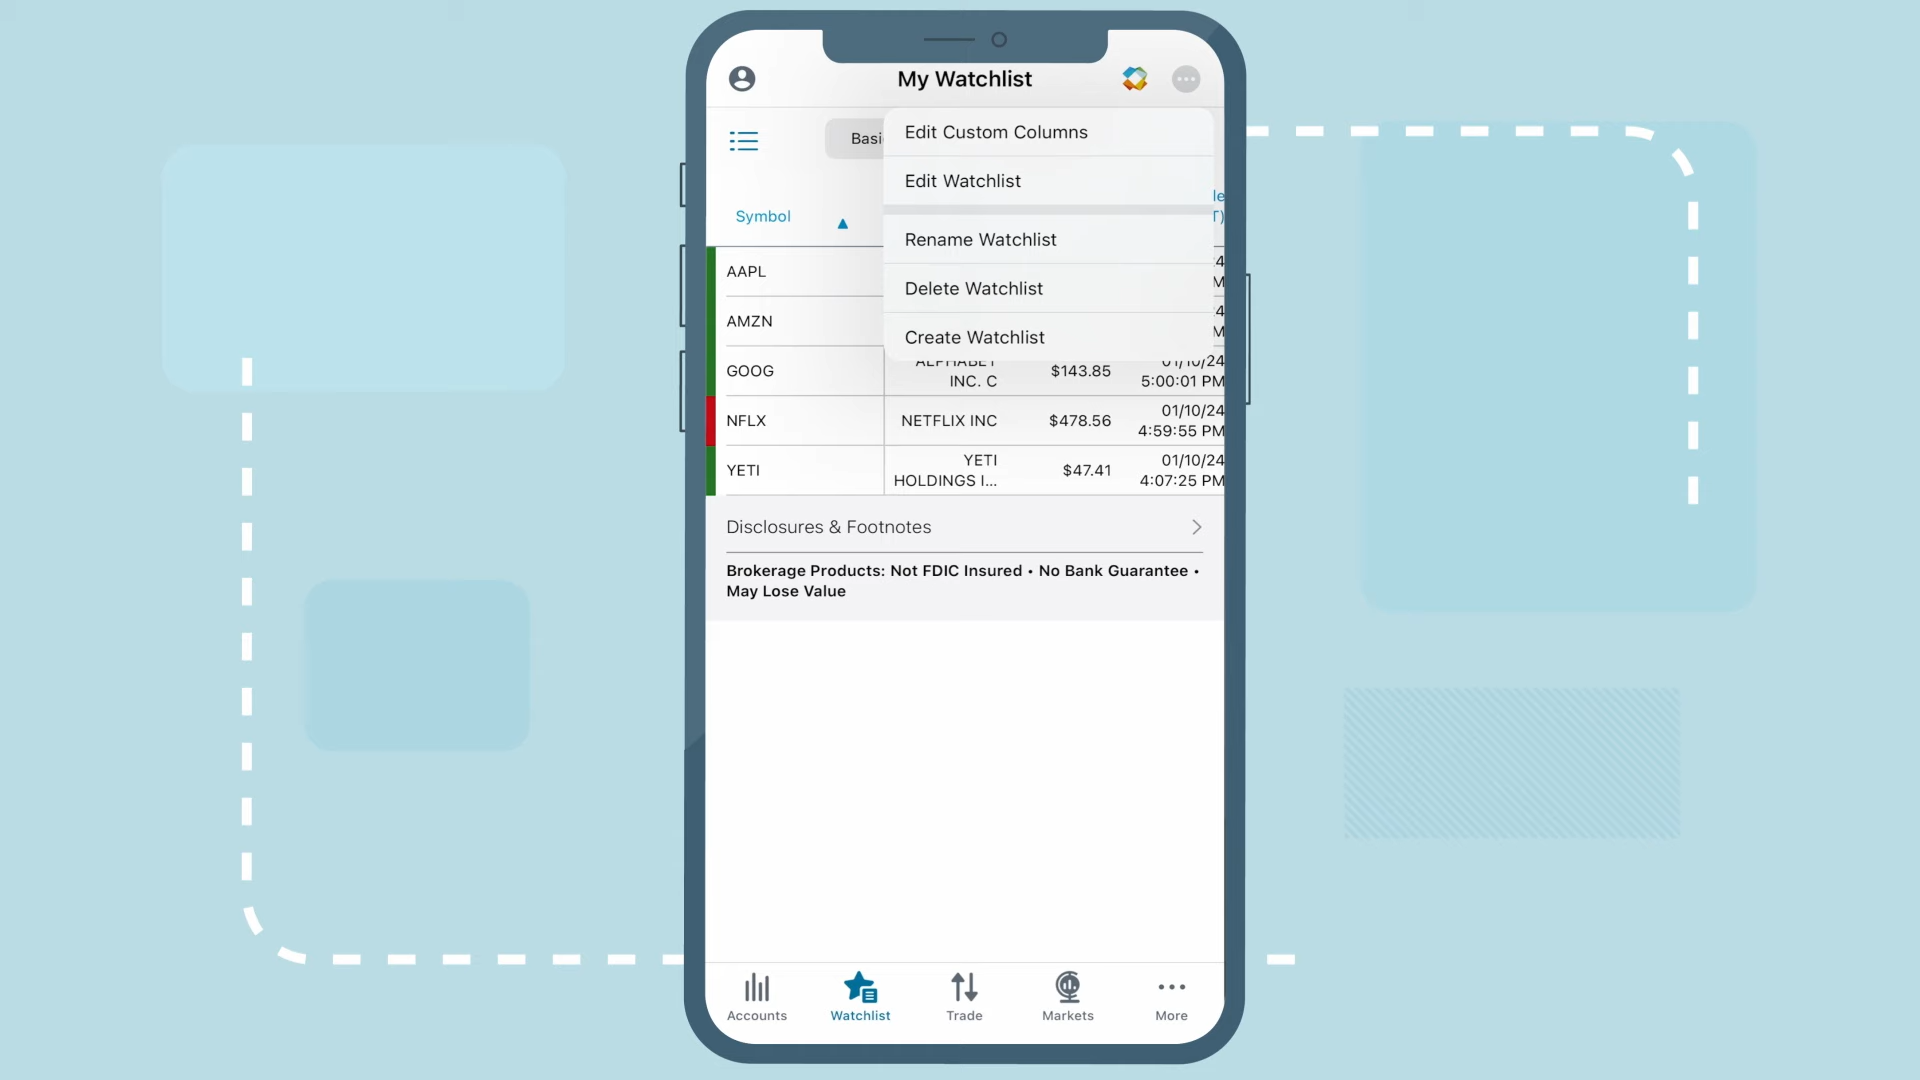 My Watchlist
Edit Custom Columns
Edit Watchlist
Rename Watchlist
Delete Watchlist
Create Watchlist
Symbol ▲
AAPL
AMZN
GOOG
INC. C
$143.85
01/10/24
5:00:01 PM
NFLX
NETFLIX INC
$478.56
01/10/24
4:59:55 PM
YETI
YETI
HOLDINGS I...
$47.41
01/10/24
4:07:25 PM
Disclosures & Footnotes
Brokerage Products: Not FDIC Insured • No Bank Guarantee •
May Lose Value
Accounts
Watchlist
Trade
Markets
More